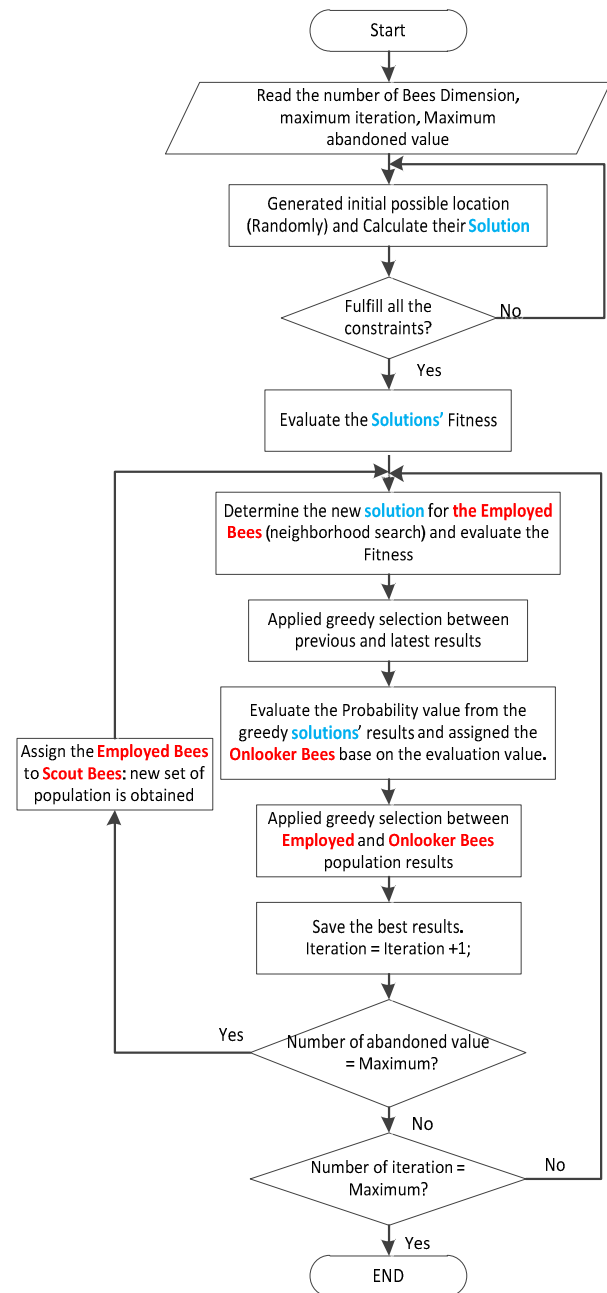 Start
Read the number of Bees Dimension,
maximum iteration, Maximum
abandoned value
Generated initial possible location
(Randomly) and Calculate their Solution
Fulfill all the
constraints?
No
Yes
Evaluate the Solutions’ Fitness
Determine the new solution for the Employed
Bees (neighborhood search) and evaluate the
Fitness
Applied greedy selection between
previous and latest results
Evaluate the Probability value from the
greedy solutions’ results and assigned the
Onlooker Bees base on the evaluation value.
Assign the Employed Bees
to Scout Bees: new set of
population is obtained
Applied greedy selection between
Employed and Onlooker Bees
population results
Save the best results.
Iteration = Iteration +1;
Yes
Number of abandoned value
= Maximum?
No
Number of iteration =
Maximum?
No
Yes
END